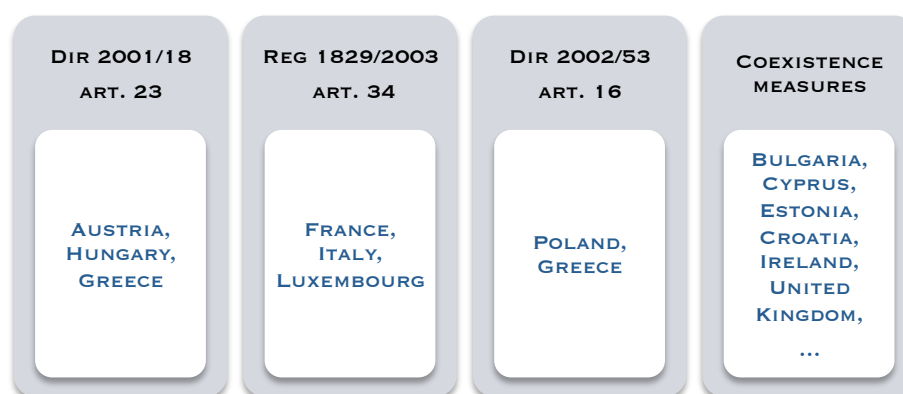 Dir 2001/18
art. 23
Austria,
Hungary,
Greece
Reg 1829/2003
art. 34
France,
Italy,
Luxembourg
Dir 2002/53
art. 16
Poland,
Greece
Coexistence
measures
Bulgaria,
Cyprus,
Estonia,
Croatia,
Ireland,
United
Kingdom,
...